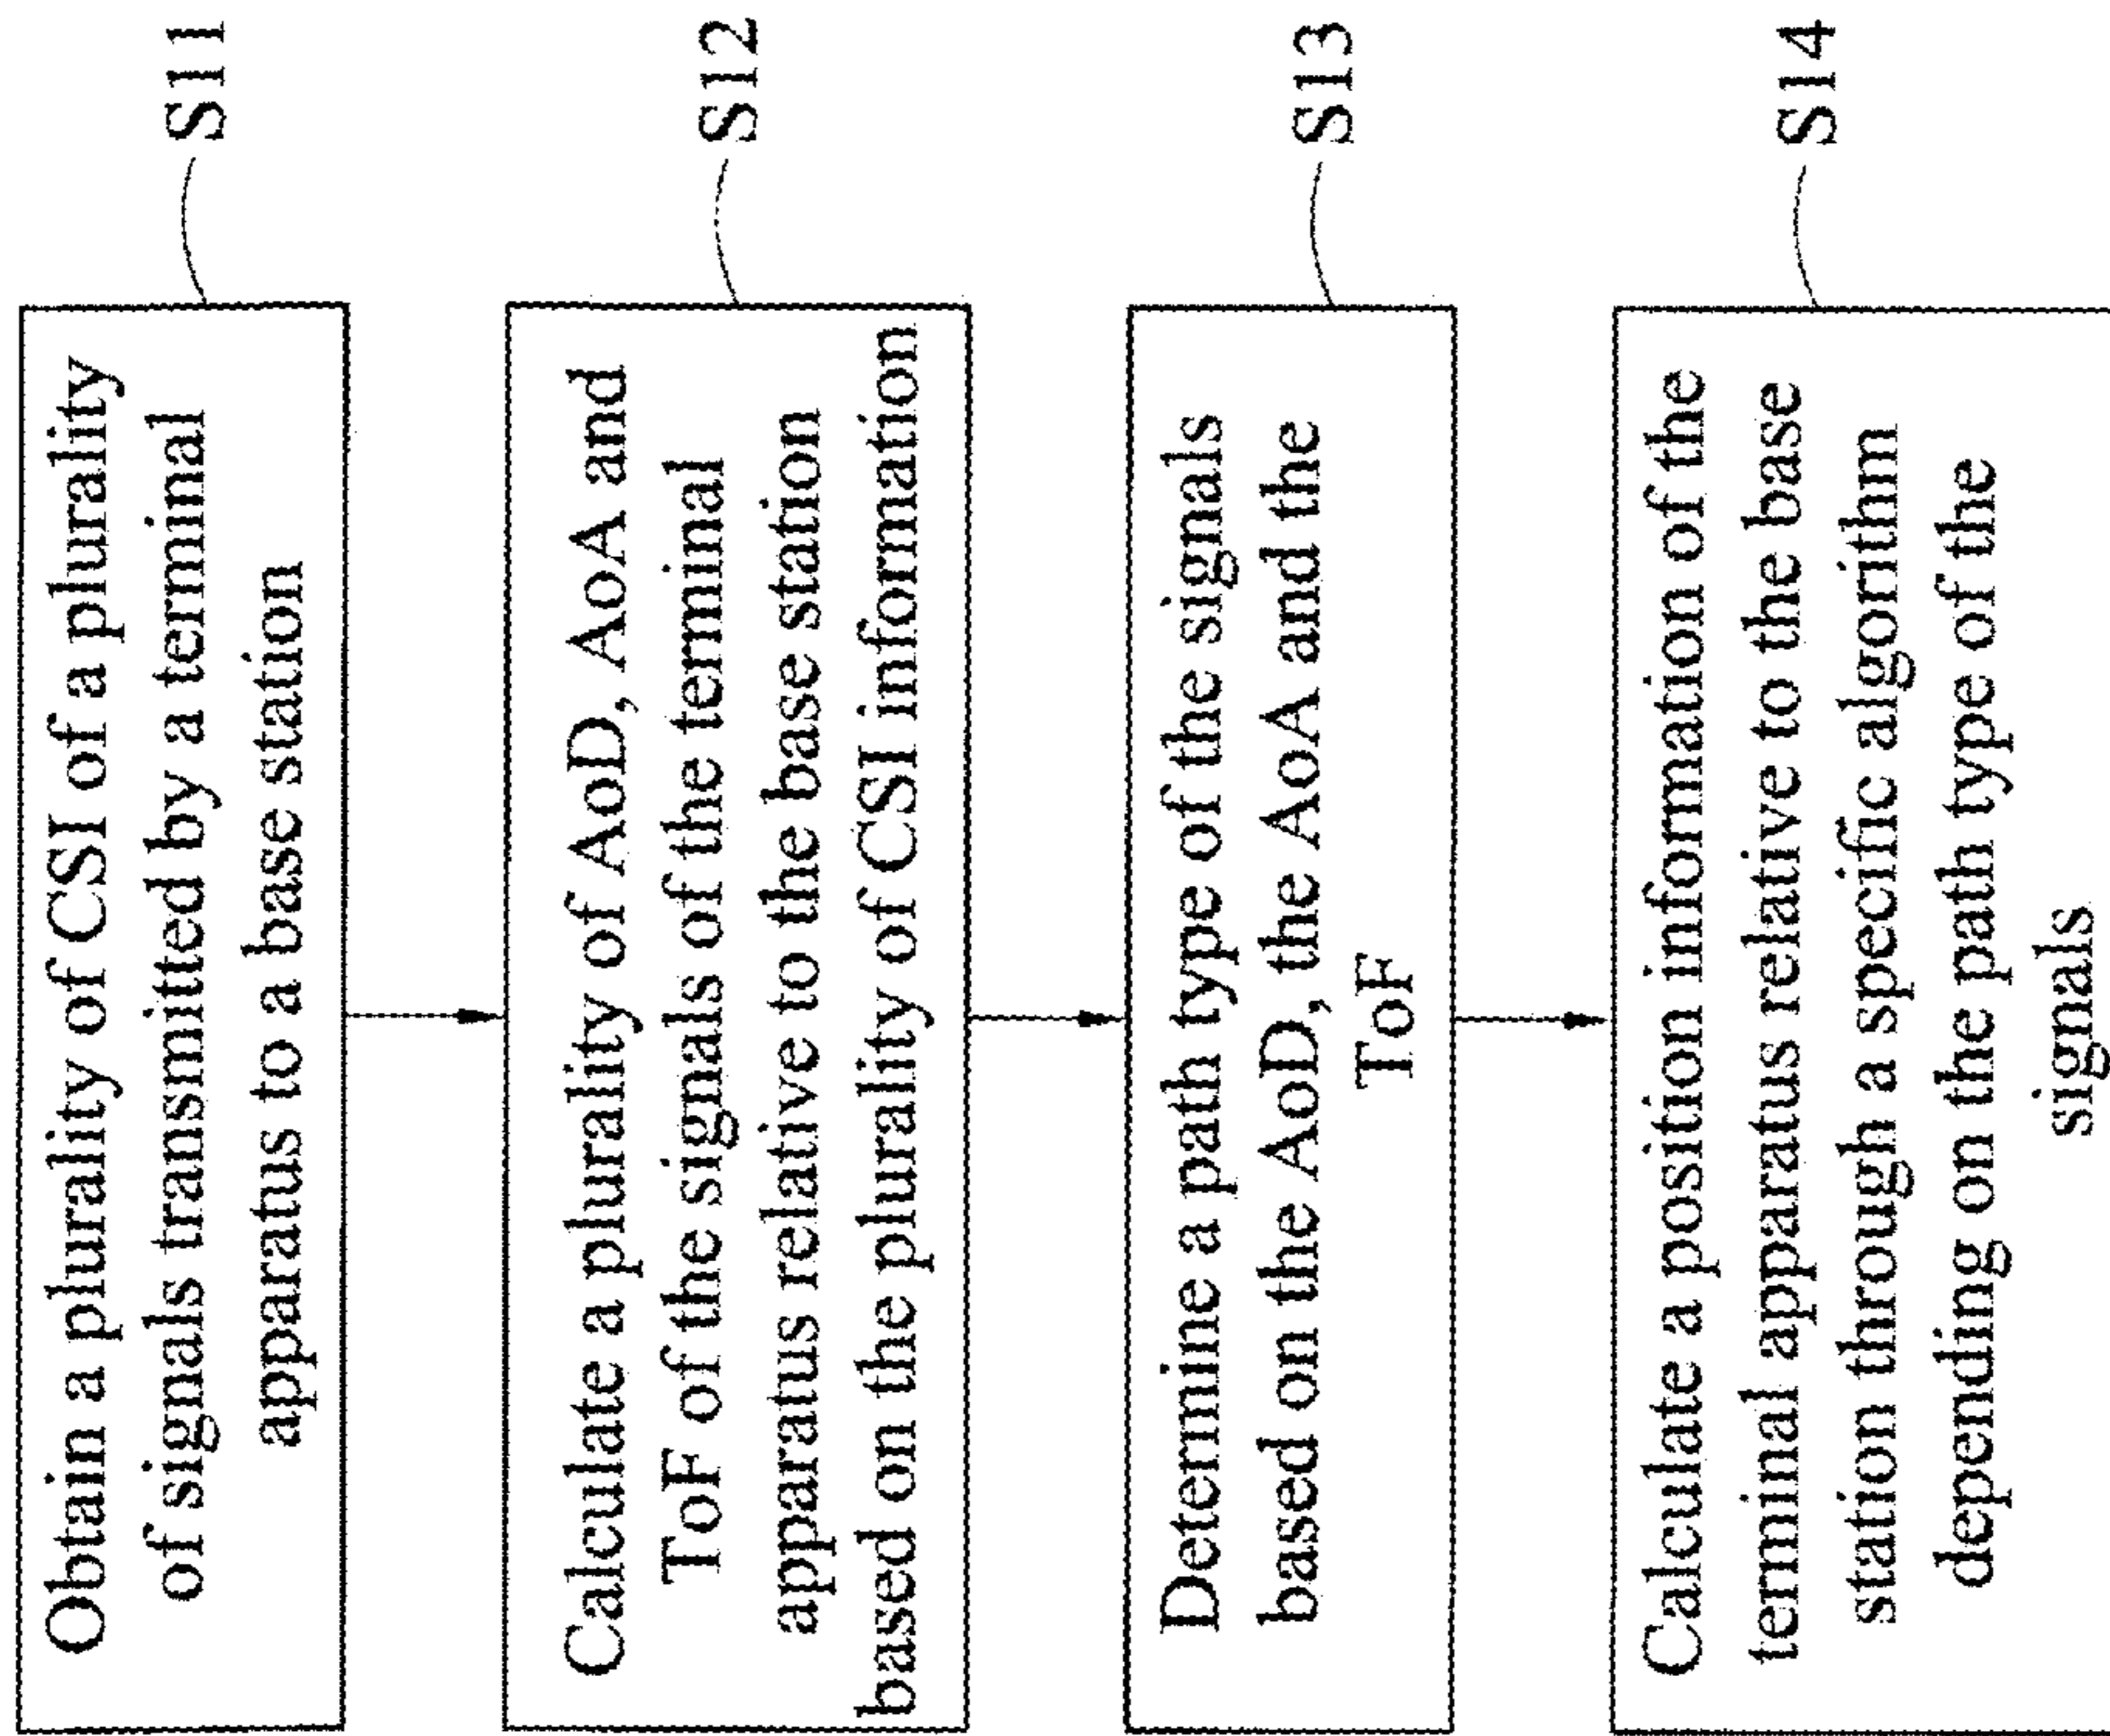 Obtain a plurality of CSI of a plurality
of signals transmitted by a terminal
apparatus to a base station
S11
Calculate a plurality of AoD, AoA and
ToF of the signals of the terminal
apparatus relative to the base station
based on the plurality of CSI information
S12
Determine a path type of the signals
based on the AoD, the AoA and the
ToF
S13
Calculate a position information of the
terminal apparatus relative to the base
station through a specific algorithm
depending on the path type of the
signals
S14